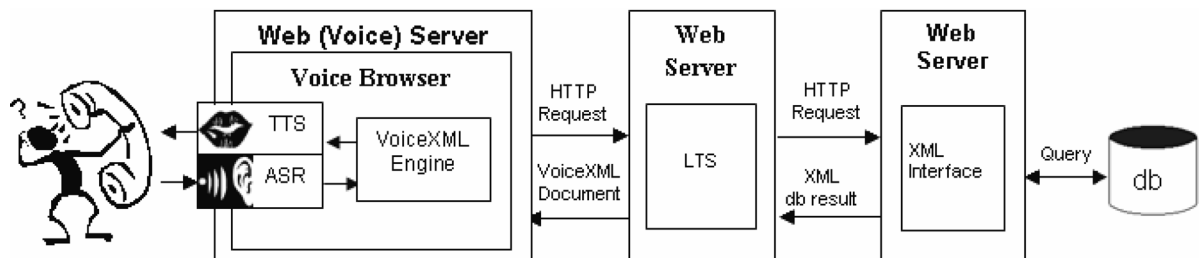 ?
Web (Voice) Server
Voice Browser
TTS
ASR
VoiceXML
Engine
HTTP
Request
VoiceXML
Document
Web
Server
LTS
HTTP
Request
XML
db result
Web
Server
XML
Interface
Query
db